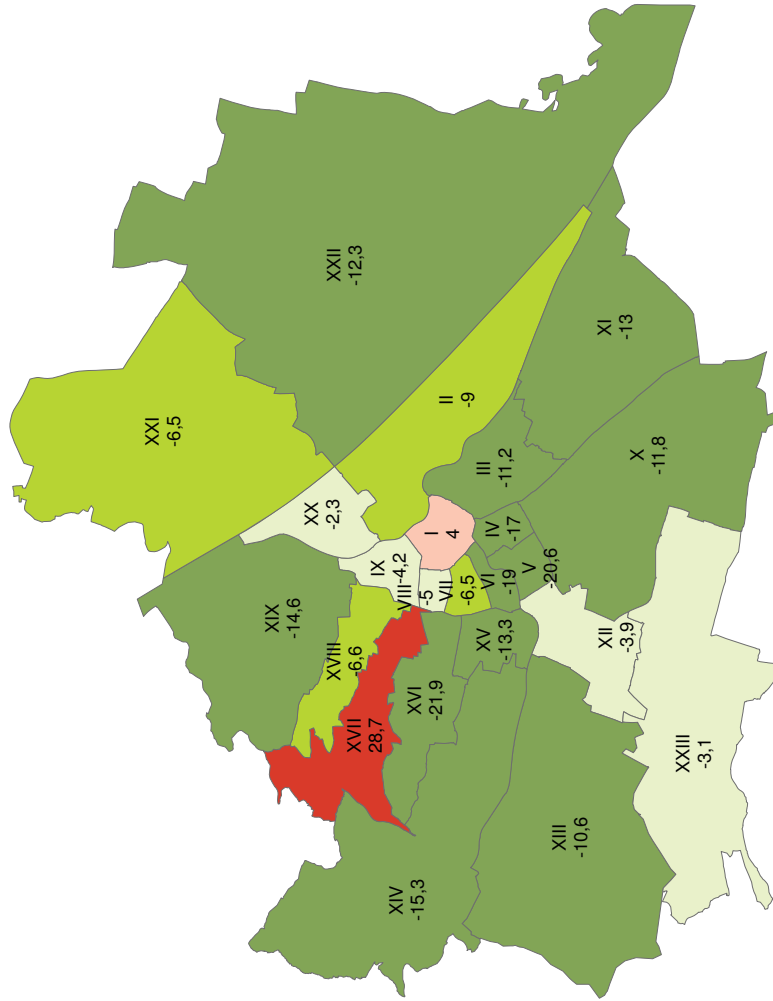 XXII
-12,3
XI
-13
II
-9
XXI
-6,5
X
-11,8
III
-11,2
XX
-2,3
I
4
IV
-17
IX
-4,2
V
-20,6
VI
-19
VII
-6,5
VIII
-5
XIX
-14,6
XII
-3,9
XV
-13,3
XVIII
-6,6
XVI
-21,9
XVII
28,7
XXIII
-3,1
XIII
-10,6
XIV
-15,3